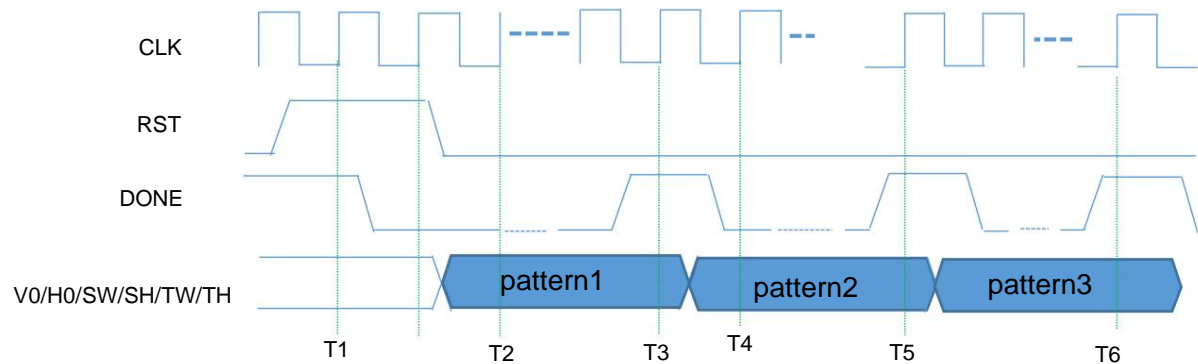 CLK
RST
DONE
V0/H0/SW/SH/TW/TH
pattern1
pattern2
pattern3
T1
T2
T3
T4
T5
T6